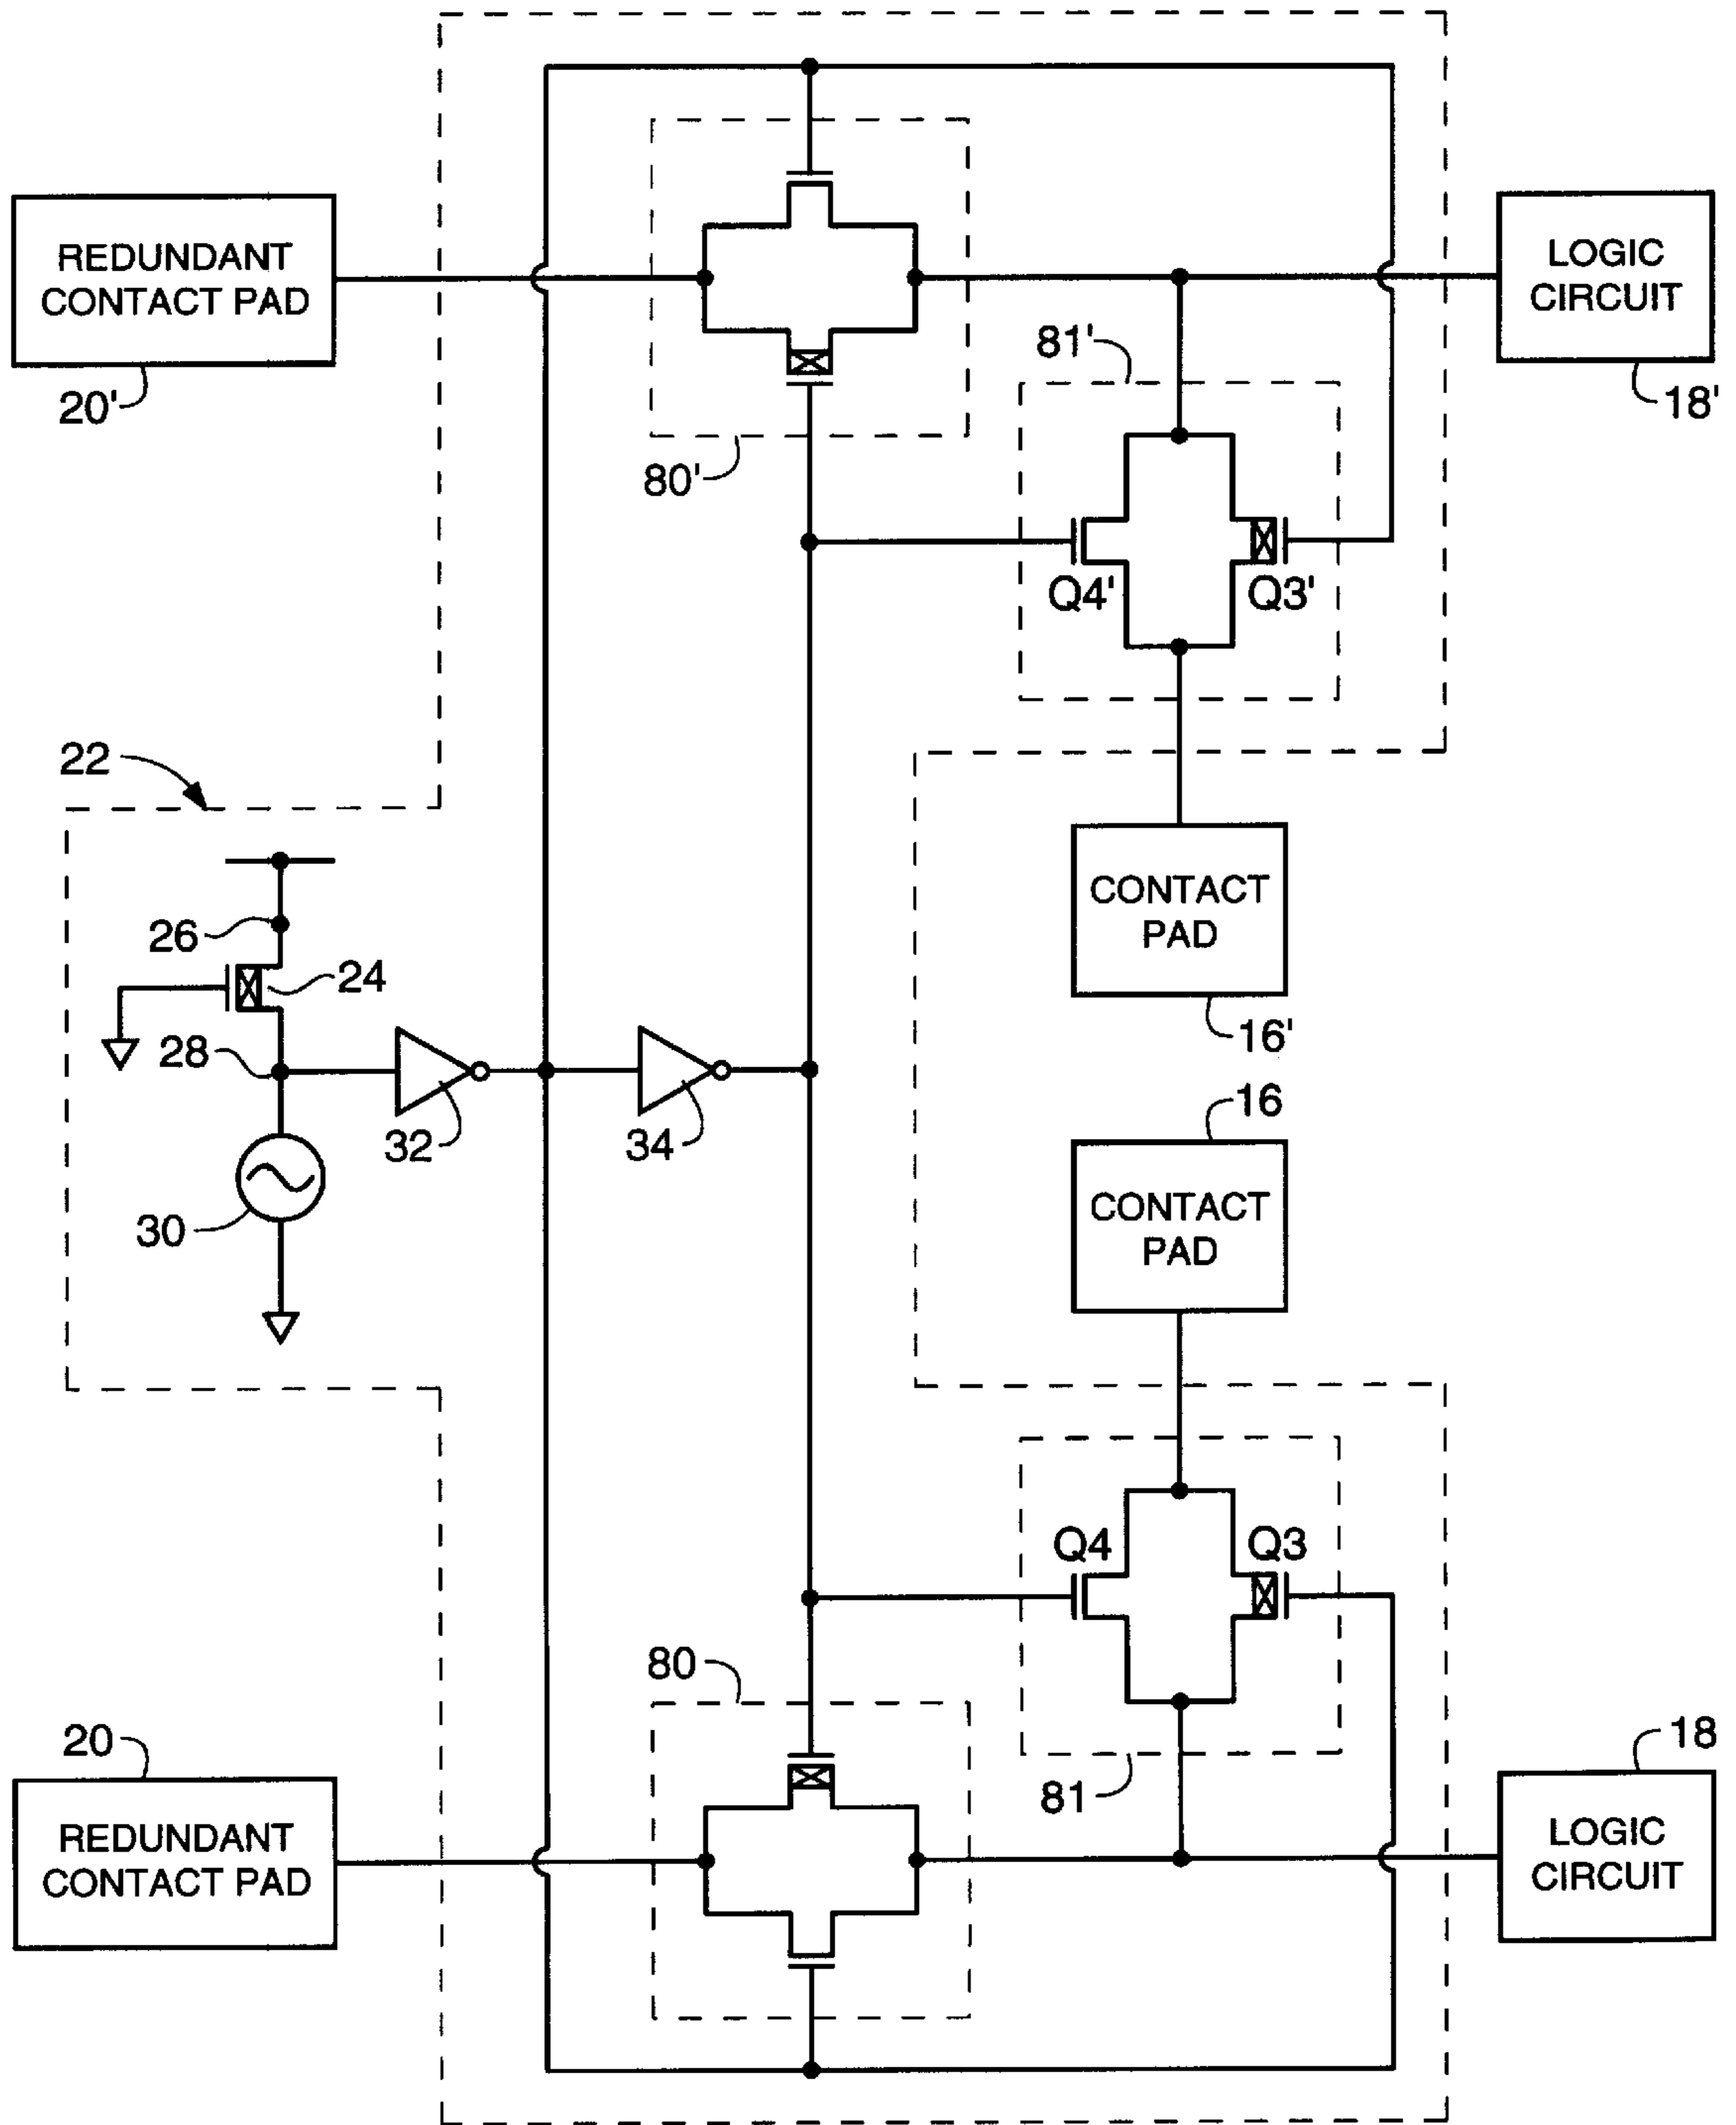 REDUNDANT
CONTACT PAD
20'
LOGIC
CIRCUIT
18'
81'
80'
Q4'
Q3'
22
CONTACT
PAD
16'
26
24
28
32
34
30
16
CONTACT
PAD
Q4
Q3
80
81
20
REDUNDANT
CONTACT PAD
18
LOGIC
CIRCUIT